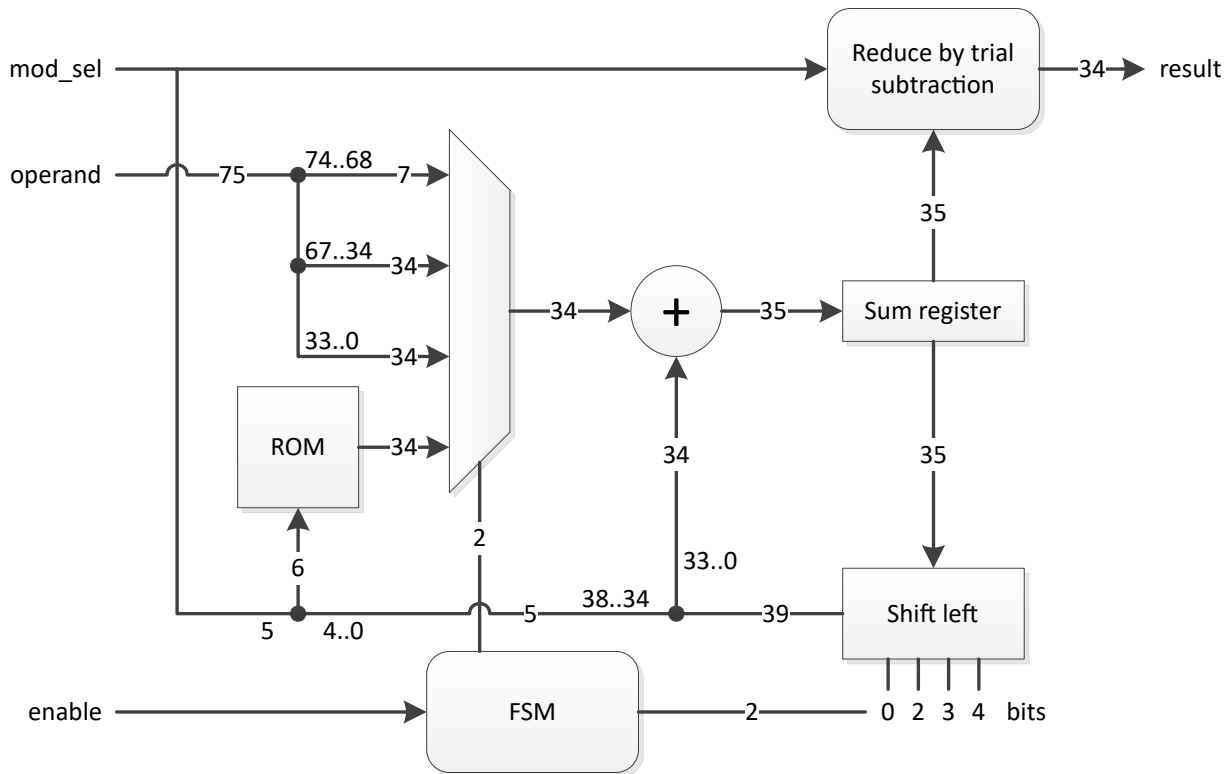 Reduce by trial
subtraction
mod_sel
34
result
74..68
operand
75
7
35
67..34
34
34
+
35
Sum register
33..0
34
ROM
34
34
35
2
6
33..0
38..34
5
39
Shift left
5
4..0
enable
FSM
2
0 2 3 4 bits